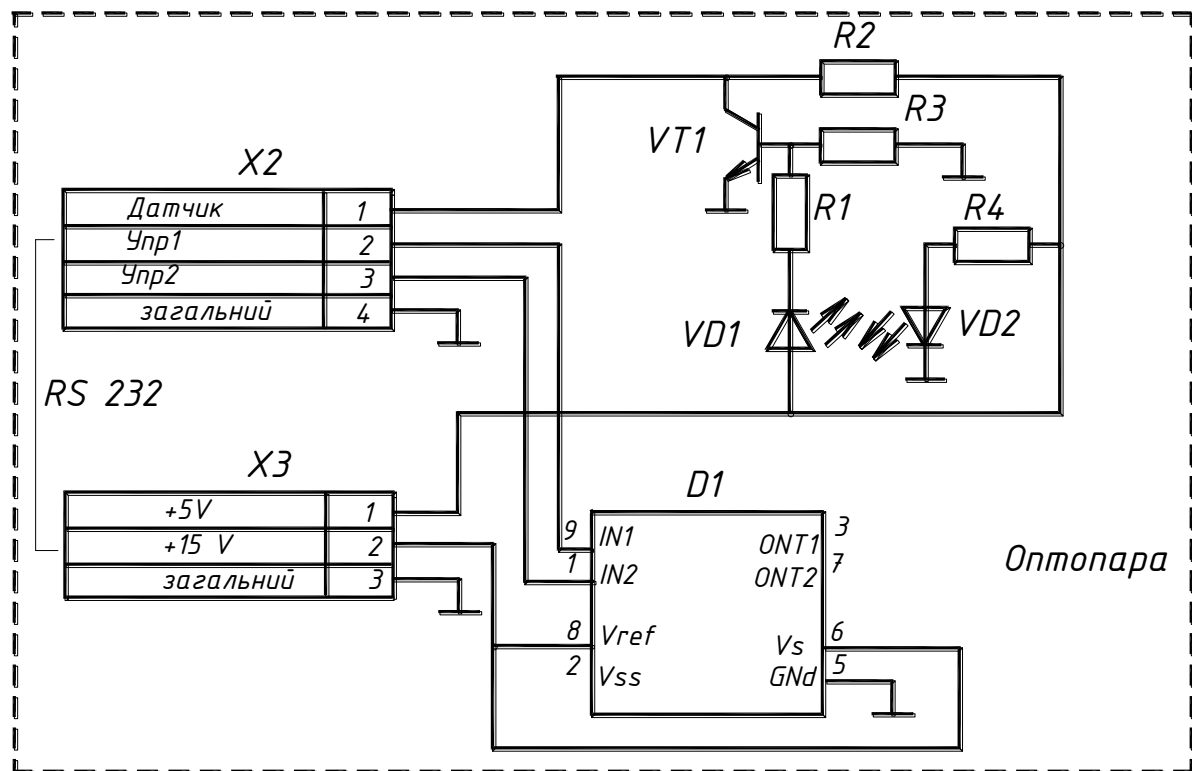 R2
R3
VT1
X2
Датчик 1
R1
R4
Упр1 2
Упр2 3
загальний 4
VD1
VD2
RS 232
X3
D1
+5V 1
+15 V 2
загальний 3
9 IN1
ONT1 3
Оптопара
1 IN2
ONT2 7
8 Vref
Vs 6
2 Vss
GNd 5